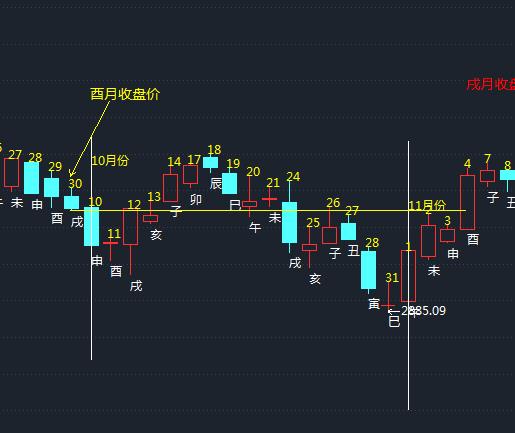 戌月收盘
酉月收盘价
10月份
27 28 29 30 10 11 12 13 14 17 18 19 20 21 24 25 26 27 28 31 1 2 3 4 7 8
11月份
未 申 酉 戌 申 酉 戌 亥 子 卯 辰 巳 午 未 戌 亥 子 丑 寅 巳 未 申 酉 子 丑
2885.09